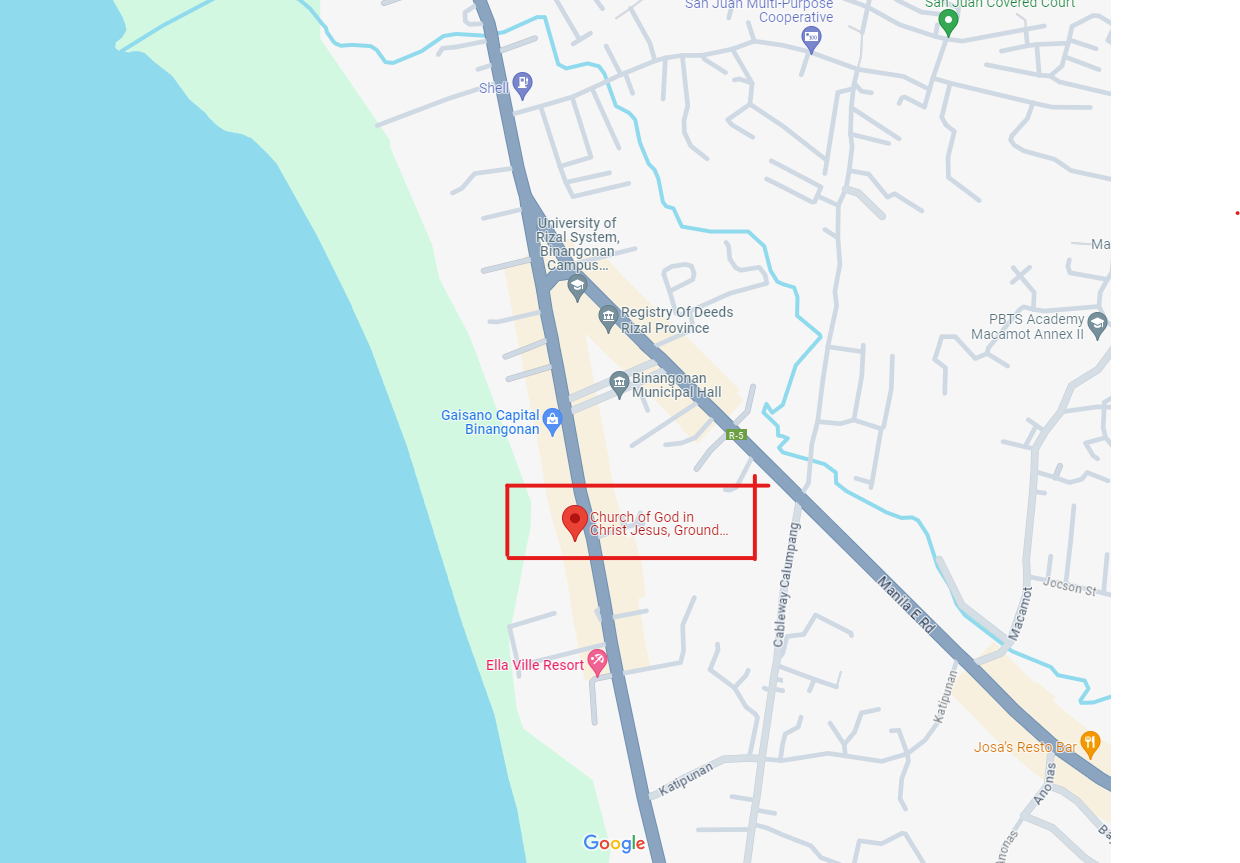 San Juan Multi-Purpose
Cooperative
San Juan Covered Court
Shell
University of
Rizal System,
Binangonan
Campus...
Ma
Registry Of Deeds
Rizal Province
PBTS Academy
Macamot Annex II
Binangonan
Municipal Hall
Gaisano Capital
Binangonan
R-5
Church of God in
Christ Jesus, Ground...
Cableway Calumpang
Manila E Rd
Jocson St
Macamot
Ella Ville Resort
Katipunan
Josa's Resto Bar
Katipunan
Anonas
Anonas
Ba
Google